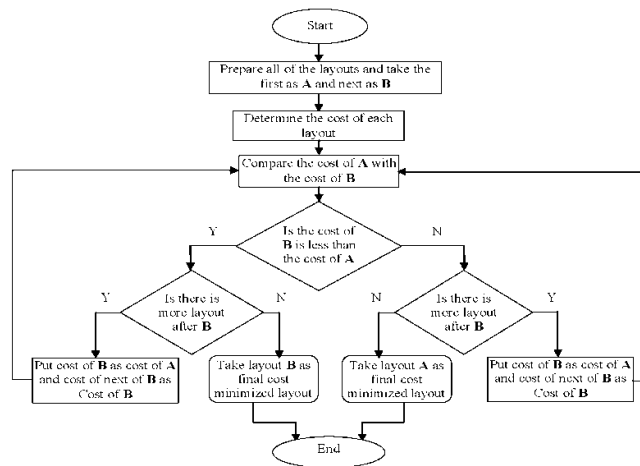 Start
Prepare all of the layouts and take the
first as A and next as B
Determine the cost of each
layout
Compare the cost of A with
the cost of B
Y
Is the cost of
B is less than
the cost of A
N
Y
Is there is
more layout
after B
N
N
Is there is
more layout
after B
Y
Put cost of B as cost of A
and cost of next of B as
Cost of B
Take layout B as
final cost
minimized layout
Take layout A as
final cost
minimized layout
Put cost of B as cost of A
and cost of next of B as
Cost of B
End